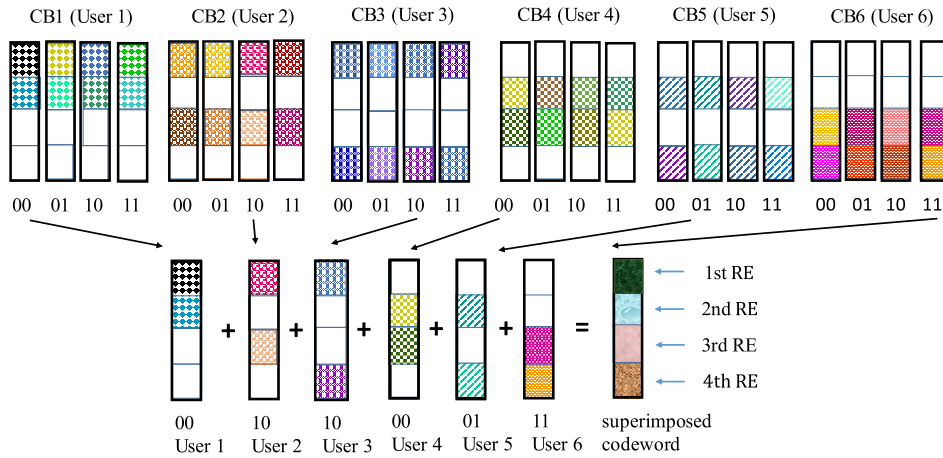 CB1 (User 1) CB2 (User 2) CB3 (User 3) CB4 (User 4) CB5 (User 5) CB6 (User 6)
00 01 10 11 00 01 10 11 00 01 10 11 00 01 10 11 00 01 10 11 00 01 10 11
1st RE
2nd RE
+ + + + + =
3rd RE
4th RE
00 10 10 00 01 11 superimposed
User 1 User 2 User 3 User 4 User 5 User 6 codeword